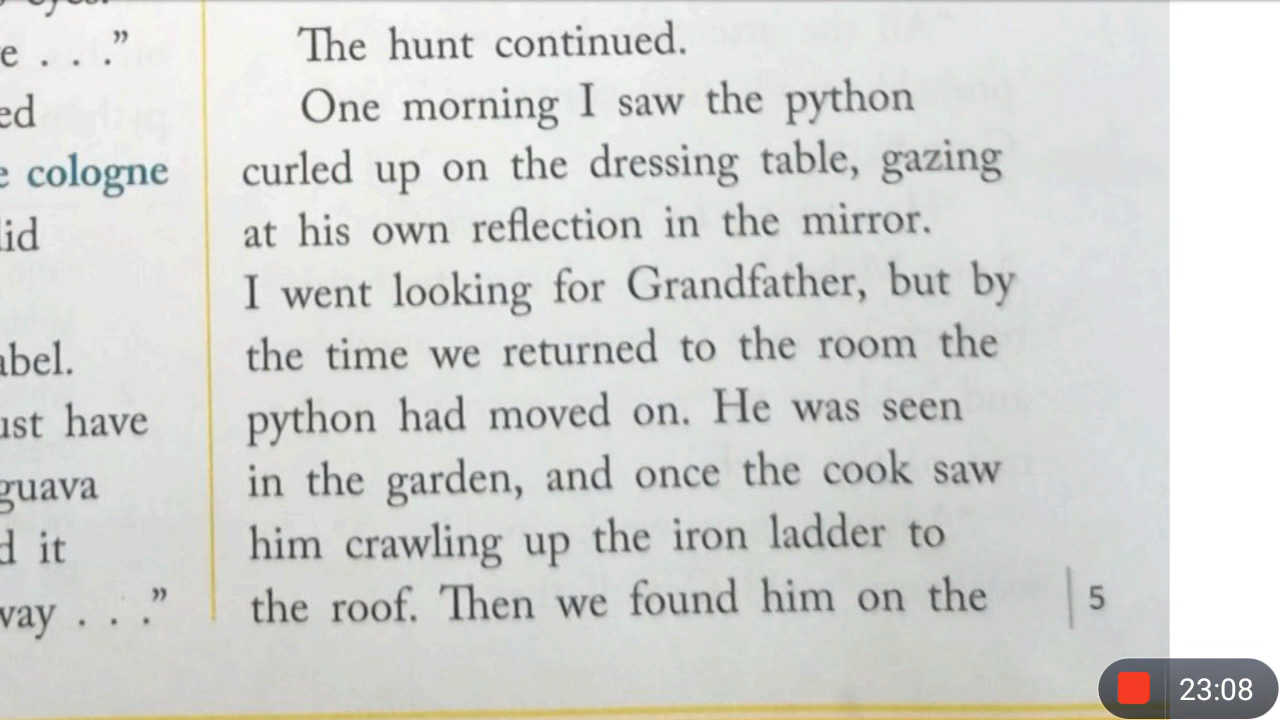 e . . .”
ed
cologne
abel.
have
guava
it
. . .”
The hunt continued.
One morning I saw the python
curled up on the dressing table, gazing
at his own reflection in the mirror.
I went looking for Grandfather, but by
the time we returned to the room the
python had moved on. He was seen
in the garden, and once the cook saw
him crawling up the iron ladder to
the roof. Then we found him on the
5
23:08